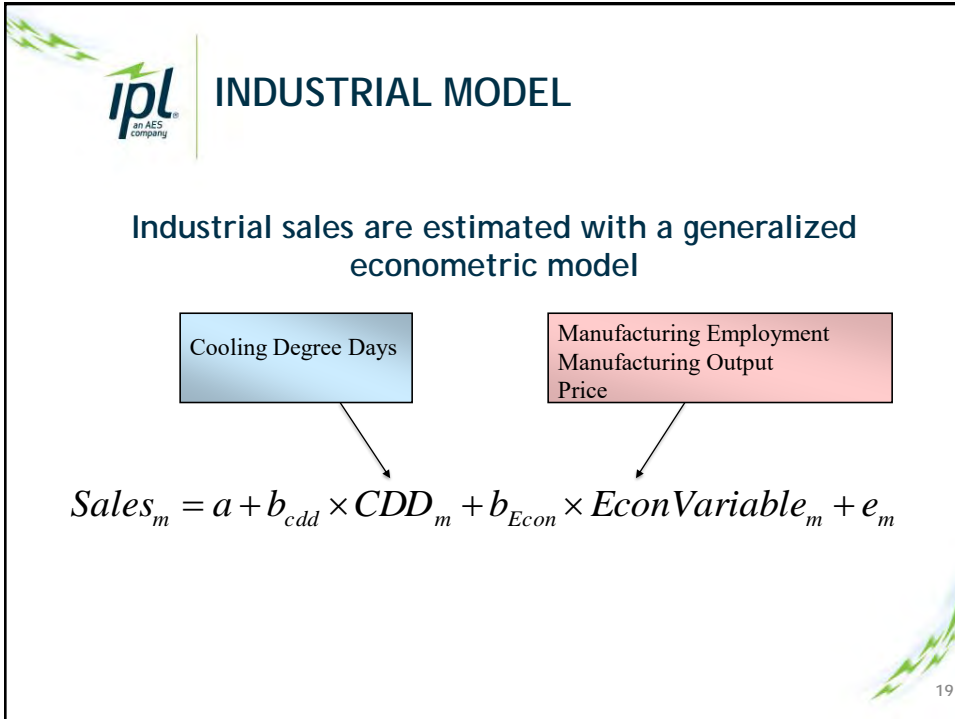 ipl®
an AES
company
INDUSTRIAL MODEL
Industrial sales are estimated with a generalized
econometric model
Cooling Degree Days
Manufacturing Employment
Manufacturing Output
Price
Sales_m = a + b_cdd × CDD_m + b_Econ × EconVariable_m + e_m
19